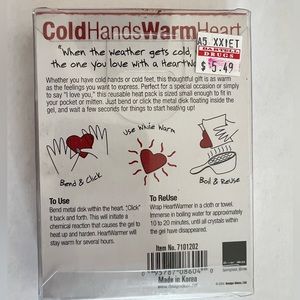 ColdHandsWarmHeart
A5 XXIET
DRUGS
$ 5.49
"When the weather gets cold,
the one you love with a Heart
Whether you have cold hands or cold feet, this thoughtful gift is as warm
as the feelings you want to express. Perfect for a special occasion or simply
to say "I love you," this reusable heat pack is sized small enough to fit in
your pocket or mitten. Just bend or click the metal disk floating inside the
gel, and wait a few seconds for things to start heating up!
Use While Warm
Bend & Click
Boil & Reuse
To Use
Bend metal disk within the heart. "Click"
it back and forth. This will initiate a
chemical reaction that causes the gel to
heat up and harden. HeartWarmer will
stay warm for several hours.
To ReUse
Wrap HeartWarmer in a cloth or towel.
Immerse in boiling water for approximately
10 to 20 minutes, or until all crystals within
the gel have disappeared.
Item No. 7101202
Made in Korea